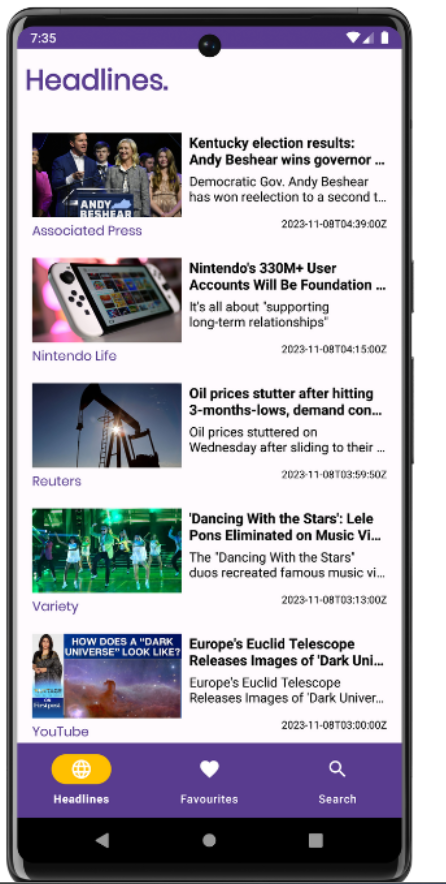 7:35
Headlines.
Kentucky election results:
Andy Beshear wins governor ...
Democratic Gov. Andy Beshear
has won reelection to a second t...
ANDY
BESHEAR
Associated Press
2023-11-08T04:39:00Z
Nintendo's 330M+ User
Accounts Will Be Foundation ...
It's all about "supporting
long-term relationships"
Nintendo Life
2023-11-08T04:15:00Z
Oil prices stutter after hitting
3-months-lows, demand con...
Oil prices stuttered on
Wednesday after sliding to their ...
Reuters
2023-11-08T03:59:50Z
'Dancing With the Stars': Lele
Pons Eliminated on Music Vi...
The "Dancing With the Stars"
duos recreated famous music vi...
Variety
2023-11-08T03:13:00Z
HOW DOES A "DARK
UNIVERSE" LOOK LIKE?
Firstpost
Europe's Euclid Telescope
Releases Images of 'Dark Uni...
Europe's Euclid Telescope
Releases Images of 'Dark Univer...
YouTube
2023-11-08T03:00:00Z
Headlines
Favourites
Search